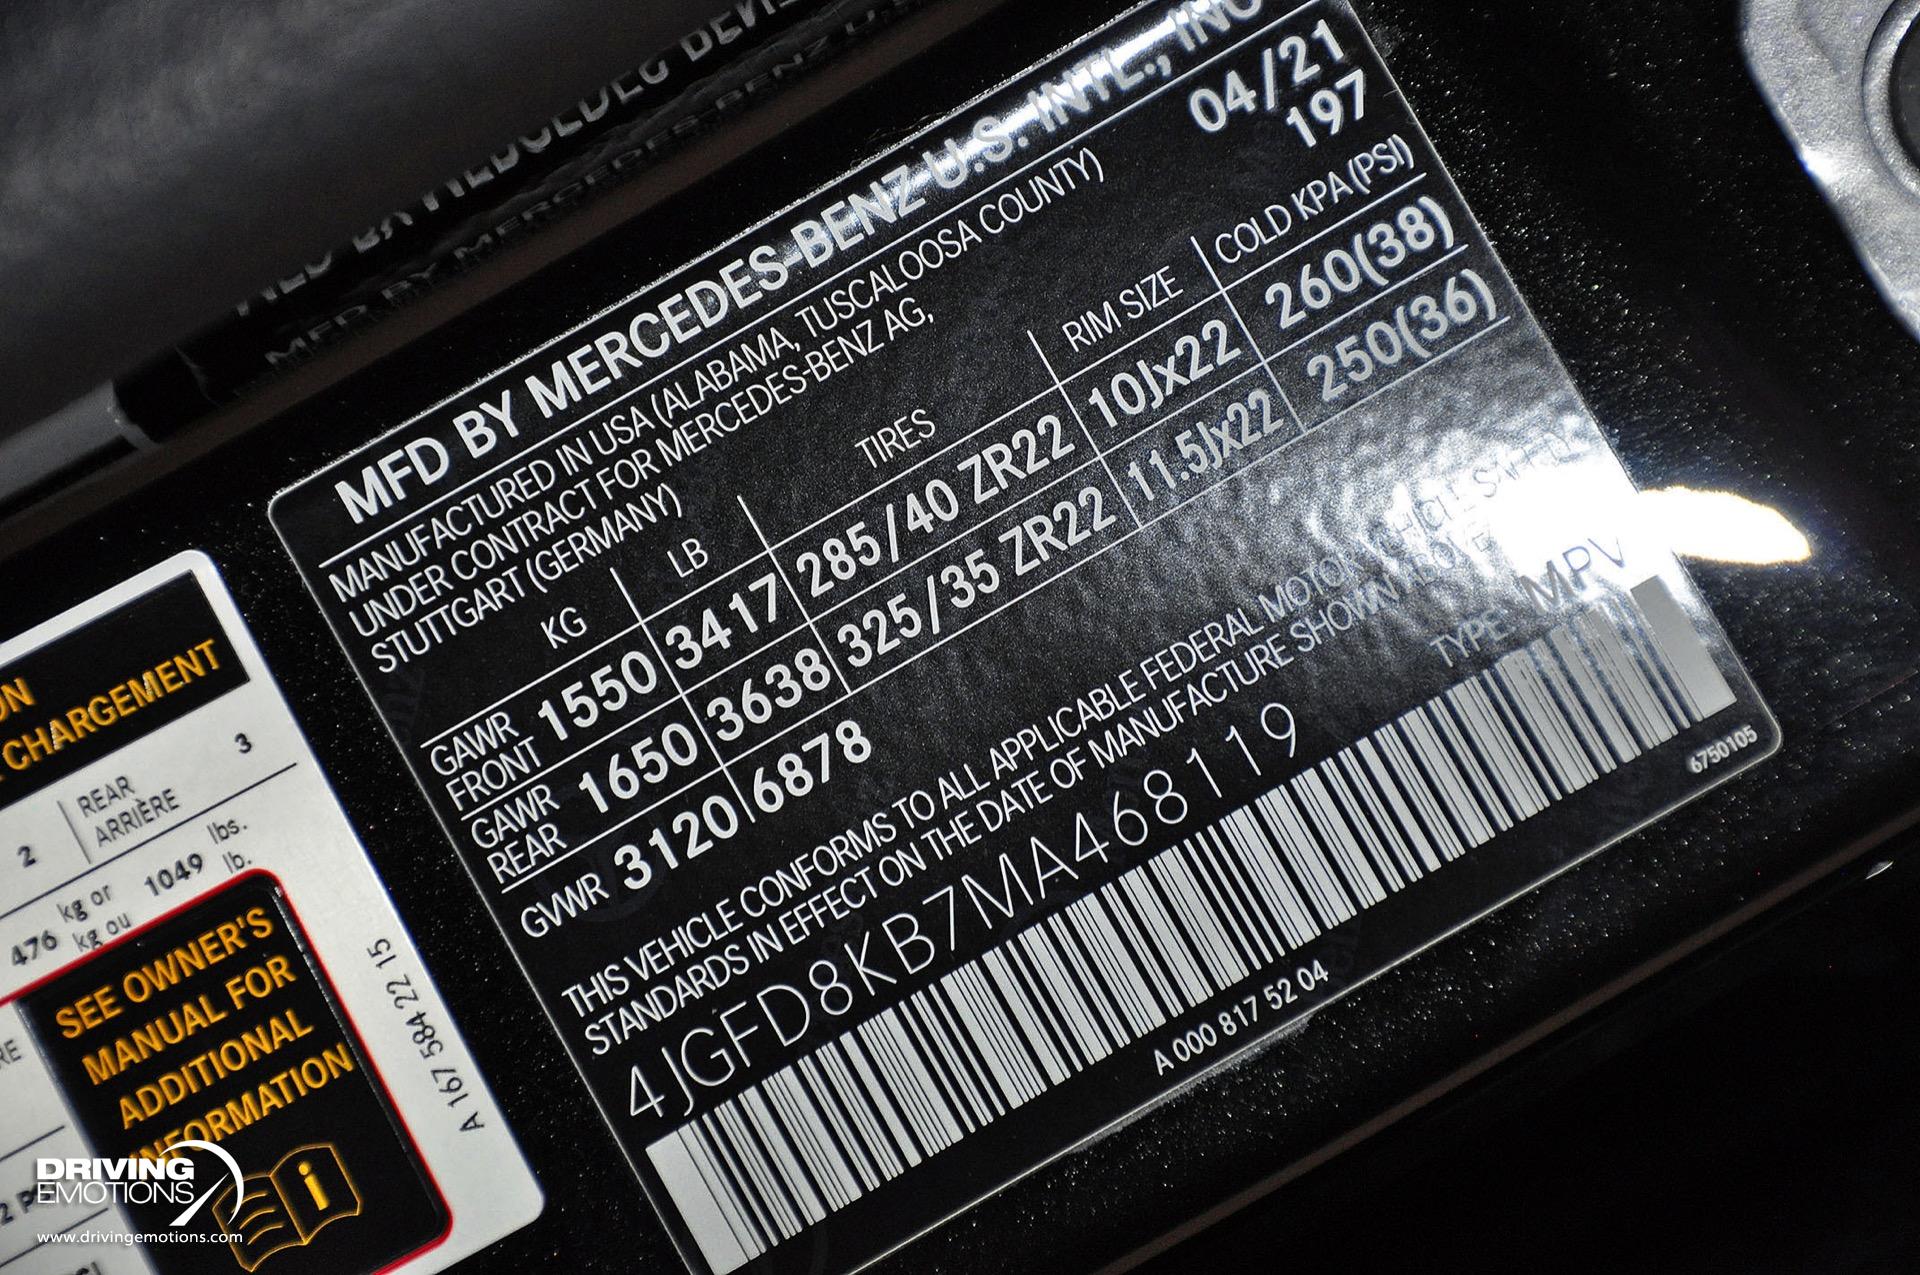 MFD BY MERCEDES-BENZ U.S. INTL., INC
04/21
MANUFACTURED IN USA (ALABAMA, TUSCALOOSA COUNTY)
197
UNDER CONTRACT FOR MERCEDES-BENZ AG,
STUTTGART (GERMANY)
KG LB TIRES RIM SIZE COLD KPA (PSI)
GAWR FRONT 1550 3417 285/40 ZR22 10Jx22 260(38)
GAWR REAR 1650 3638 325/35 ZR22 11.5Jx22 250(36)
GVWR 3120 6878
THIS VEHICLE CONFORMS TO ALL APPLICABLE FEDERAL MOTOR VEHICLE SAFETY
STANDARDS IN EFFECT ON THE DATE OF MANUFACTURE SHOWN ABOVE
4JGFD8KB7MA468119 TYPE: MPV
6750105
A 000 817 52 04
CHARGEMENT
2 REAR 3
ARRIÈRE
kg or 1049 lbs.
476 kg ou lb.
SEE OWNER'S
MANUAL FOR
ADDITIONAL
INFORMATION
A 167 584 22 15
DRIVING
EMOTIONS
www.drivingemotions.com